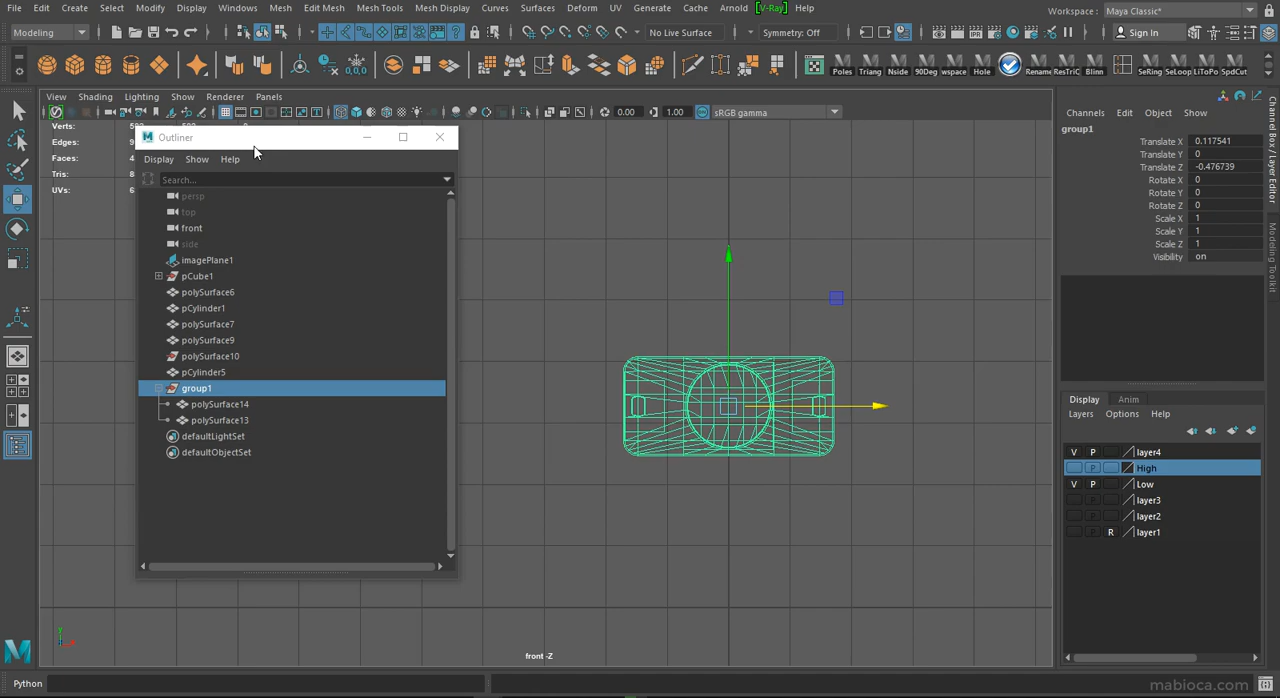 File Edit Create Select Modify Display Windows Mesh Edit Mesh Mesh Tools Mesh Display Curves Surfaces Deform UV Generate Cache Arnold [V-Ray] Help
Workspace : Maya Classic*
Modeling No Live Surface Symmetry: Off Sign In
Poles Triang Nside 90Deg wspace Hole Rename ResTriC Blinn SeRing SeLoop LiToPo SpdCut
View Shading Lighting Show Renderer Panels
0.00 1.00 sRGB gamma
Verts:
Edges:
Faces:
Tris:
UVs:
Outliner
Display Show Help
Search...
persp
top
front
side
imagePlane1
pCube1
polySurface6
pCylinder1
polySurface7
polySurface9
polySurface10
pCylinder5
group1
polySurface14
polySurface13
defaultLightSet
defaultObjectSet
front -Z
Channels Edit Object Show
group1
Translate X 0.117541
Translate Y 0
Translate Z -0.476739
Rotate X 0
Rotate Y 0
Rotate Z 0
Scale X 1
Scale Y 1
Scale Z 1
Visibility on
Channel Box / Layer Editor
Modeling Toolkit
Display Anim
Layers Options Help
V P layer4
P High
V P Low
P layer3
P layer2
R layer1
Python
mabioca.com